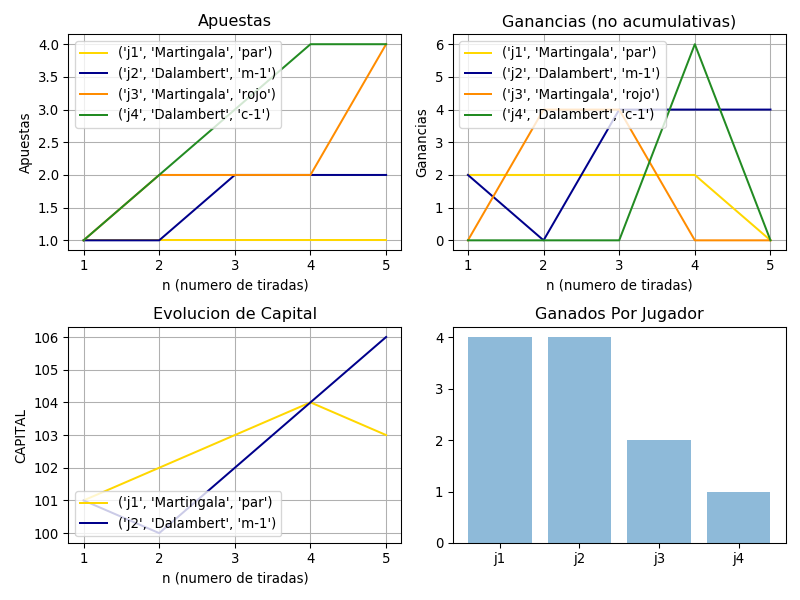 Apuestas
4.0
3.5
3.0
2.5
2.0
1.5
1.0
Apuestas
('j1', 'Martingala', 'par')
('j2', 'Dalambert', 'm-1')
('j3', 'Martingala', 'rojo')
('j4', 'Dalambert', 'c-1')
1 2 3 4 5
n (numero de tiradas)
Ganancias (no acumulativas)
6
5
4
3
2
1
0
Ganancias
('j1', 'Martingala', 'par')
('j2', 'Dalambert', 'm-1')
('j3', 'Martingala', 'rojo')
('j4', 'Dalambert', 'c-1')
1 2 3 4 5
n (numero de tiradas)
Evolucion de Capital
106
105
104
103
102
101
100
CAPITAL
('j1', 'Martingala', 'par')
('j2', 'Dalambert', 'm-1')
1 2 3 4 5
n (numero de tiradas)
Ganados Por Jugador
4
3
2
1
0
j1 j2 j3 j4